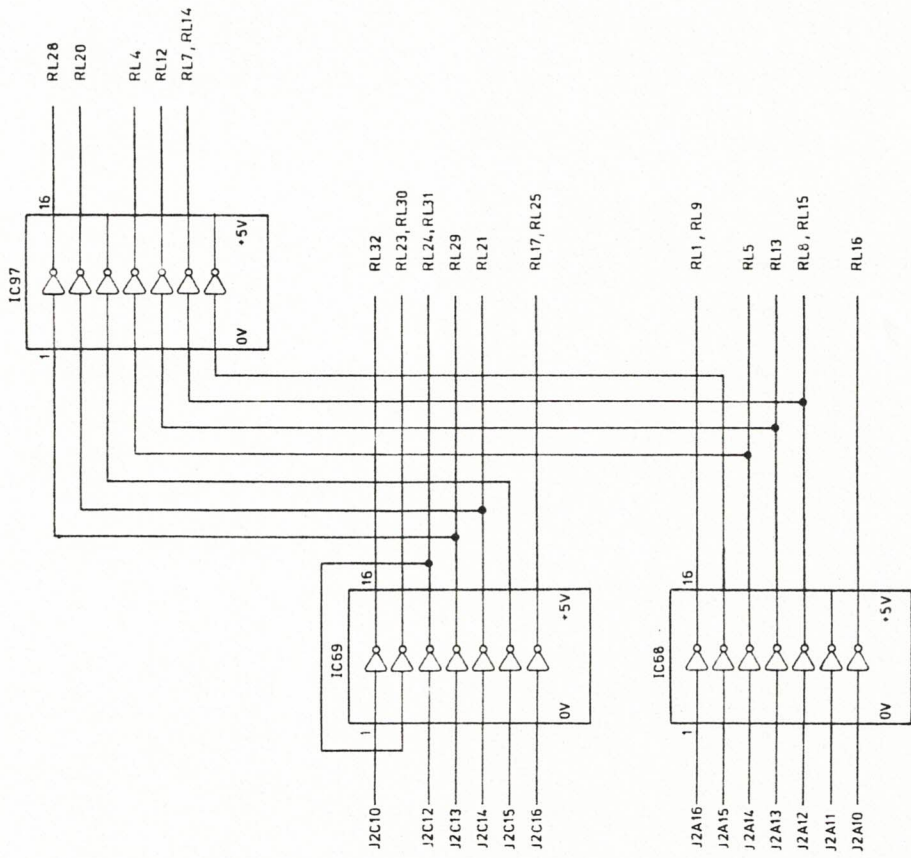 RL28
RL20
RL4
RL12
RL7, RL14
IC97
1
16
0V
+5V
RL32
RL23, RL30
RL24, RL31
RL29
RL21
RL17, RL25
IC69
1
16
0V
+5V
J2C10
J2C12
J2C13
J2C14
J2C15
J2C16
RL1, RL9
RL5
RL13
RL8, RL15
RL16
IC68
1
16
0V
+5V
J2A16
J2A15
J2A14
J2A13
J2A12
J2A11
J2A10